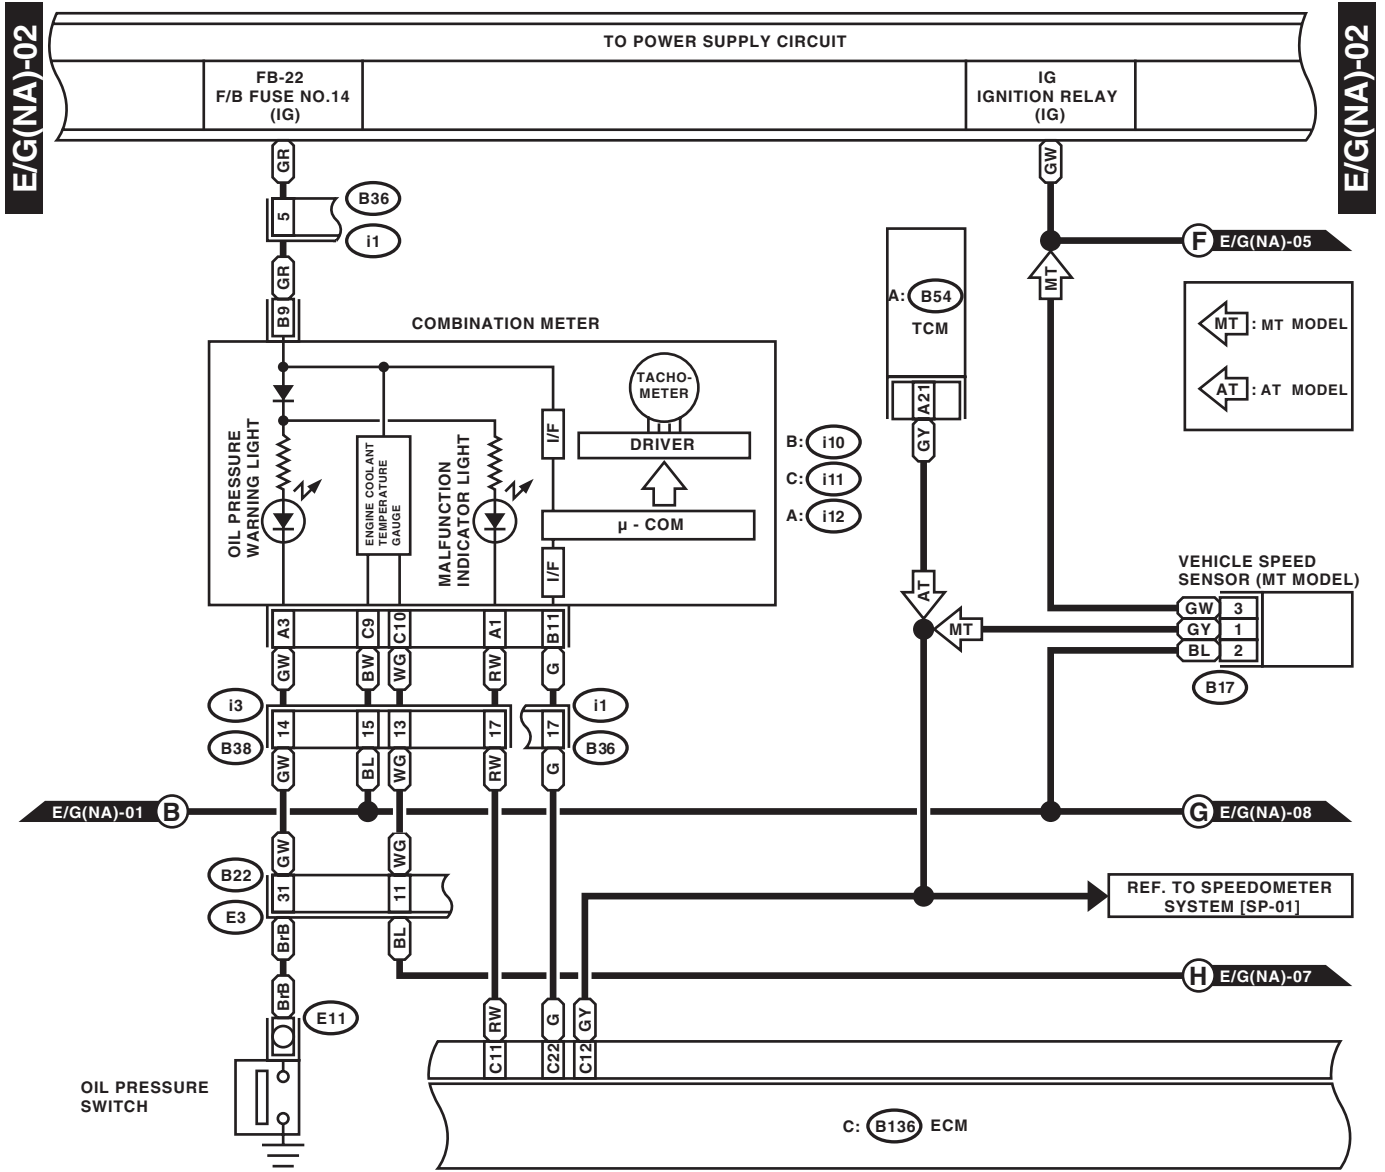 E/G(NA)-02
E/G(NA)-02
TO POWER SUPPLY CIRCUIT
FB-22
F/B FUSE NO.14
(IG)
IG
IGNITION RELAY
(IG)
GR
GW
5
B36
i1
F
E/G(NA)-05
GR
MT
A: B54
TCM
B9
COMBINATION METER
MT : MT MODEL
AT : AT MODEL
TACHO-
METER
A21
GY
I/F
DRIVER
OIL PRESSURE
WARNING LIGHT
ENGINE COOLANT
TEMPERATURE
GAUGE
MALFUNCTION
INDICATOR LIGHT
B: i10
C: i11
A: i12
μ - COM
I/F
AT
VEHICLE SPEED
SENSOR (MT MODEL)
GW 3
GY 1
BL 2
MT
B17
A3 C9 C10 A1 B11
GW BW WG RW G
i3
i1
14 15 13 17 17
B38
B36
GW BL WG RW G
E/G(NA)-01 B
G E/G(NA)-08
GW WG
B22
31 11
E3
REF. TO SPEEDOMETER
SYSTEM [SP-01]
BrB BL
H E/G(NA)-07
BrB
E11
RW G GY
C11 C22 C12
OIL PRESSURE
SWITCH
C: B136 ECM